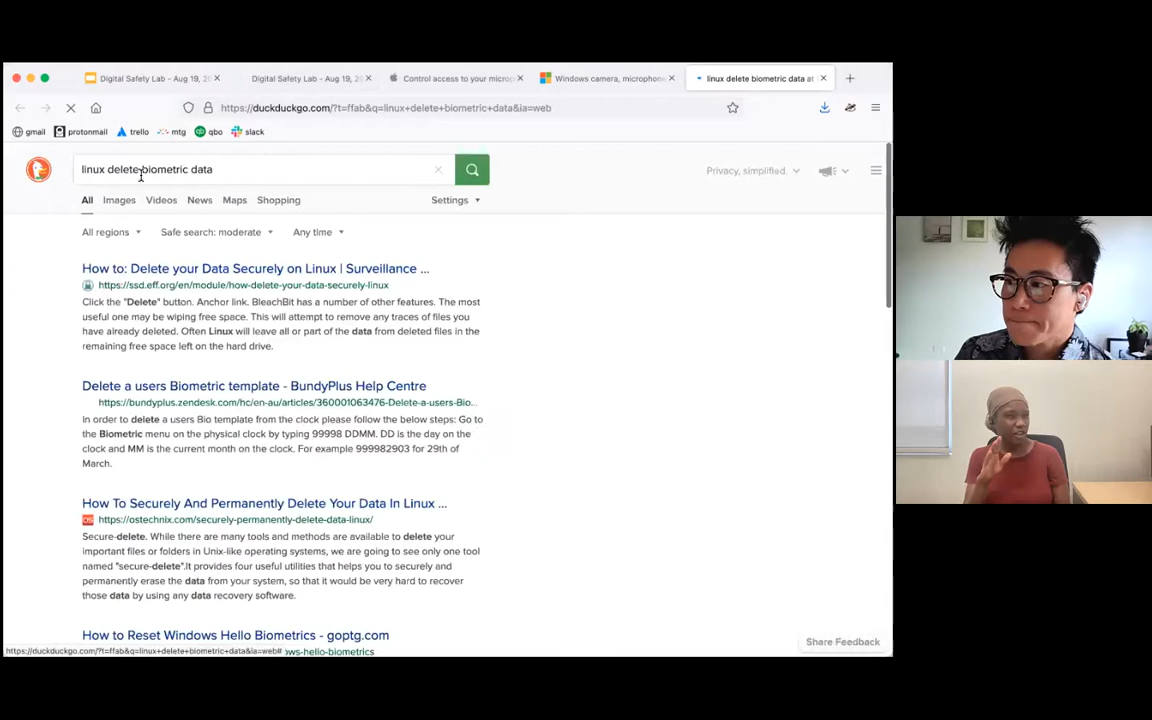 Digital Safety Lab - Aug 19, 20
Digital Safety Lab - Aug 19, 2
Control access to your microp
Windows camera, microphone
linux delete biometric data at
https://duckduckgo.com/?t=ffab&q=linux+delete+biometric+data&ia=web
gmail protonmail trello mtg qbo slack
linux delete biometric data
Privacy, simplified.
All Images Videos News Maps Shopping Settings
All regions Safe search: moderate Any time
How to: Delete your Data Securely on Linux | Surveillance ...
https://ssd.eff.org/en/module/how-delete-your-data-securely-linux
Click the "Delete" button. Anchor link. BleachBit has a number of other features. The most
useful one may be wiping free space. This will attempt to remove any traces of files you
have already deleted. Often Linux will leave all or part of the data from deleted files in the
remaining free space left on the hard drive.
Delete a users Biometric template - BundyPlus Help Centre
https://bundyplus.zendesk.com/hc/en-au/articles/360001063476-Delete-a-users-Bio...
In order to delete a users Bio template from the clock please follow the below steps: Go to
the Biometric menu on the physical clock by typing 99998 DDMM. DD is the day on the
clock and MM is the current month on the clock. For example 999982903 for 29th of
March.
How To Securely And Permanently Delete Your Data In Linux ...
https://ostechnix.com/securely-permanently-delete-data-linux/
Secure-delete. While there are many tools and methods are available to delete your
important files or folders in Unix-like operating systems, we are going to see only one tool
named "secure-delete".It provides four useful utilities that helps you to securely and
permanently erase the data from your system, so that it would be very hard to recover
those data by using any data recovery software.
How to Reset Windows Hello Biometrics - goptg.com
Share Feedback
https://duckduckgo.com/?t=ffab&q=linux+delete+biometric+data&ia=web# ows-hello-biometrics